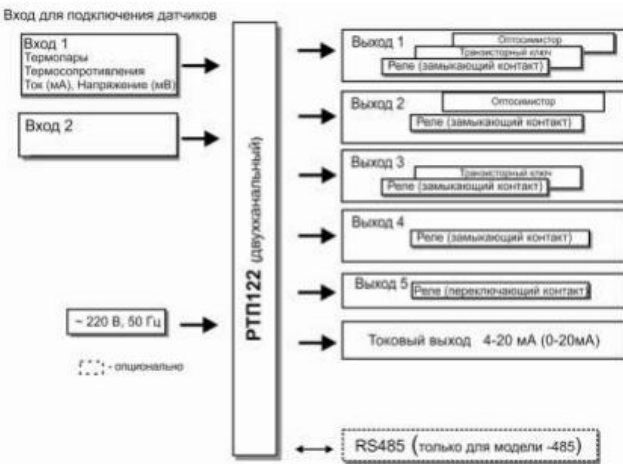 Вход для подключения датчиков
Вход 1
Термопары
Термосопротивления
Ток (мА), Напряжение (мВ)
Вход 2
~ 220 В, 50 Гц
- опционально
РТП122 (двухканальный)
Выход 1
Оптосимистор
Транзисторный ключ
Реле (замыкающий контакт)
Выход 2
Оптосимистор
Реле (замыкающий контакт)
Выход 3
Транзисторный ключ
Реле (замыкающий контакт)
Выход 4
Реле (замыкающий контакт)
Выход 5
Реле (переключающий контакт)
Токовый выход 4-20 мА (0-20мА)
RS485 (только для модели -485)